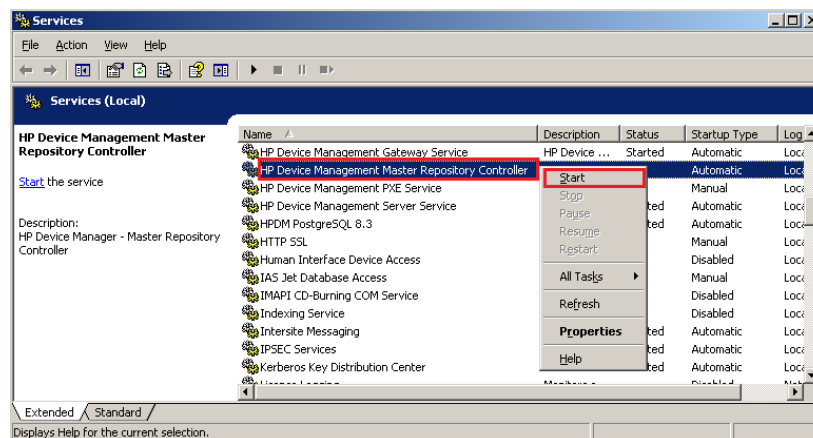 Services
File Action View Help
Services (Local)
HP Device Management Master
Repository Controller
Start the service
Description:
HP Device Manager - Master Repository
Controller
Name Description Status Startup Type Log
HP Device Management Gateway Service HP Device ... Started Automatic Loca
HP Device Management Master Repository Controller Automatic Loca
HP Device Management PXE Service Manual Loca
HP Device Management Server Service ted Automatic Loca
HPDM PostgreSQL 8.3 ted Automatic Loca
HTTP SSL Manual Loca
Human Interface Device Access Disabled Loca
IAS Jet Database Access Manual Loca
IMAPI CD-Burning COM Service Disabled Loca
Indexing Service Disabled Loca
Intersite Messaging ted Automatic Loca
IPSEC Services ted Automatic Loca
Kerberos Key Distribution Center ted Automatic Loca
Start
Stop
Pause
Resume
Restart
All Tasks
Refresh
Properties
Help
Extended Standard
Displays Help for the current selection.